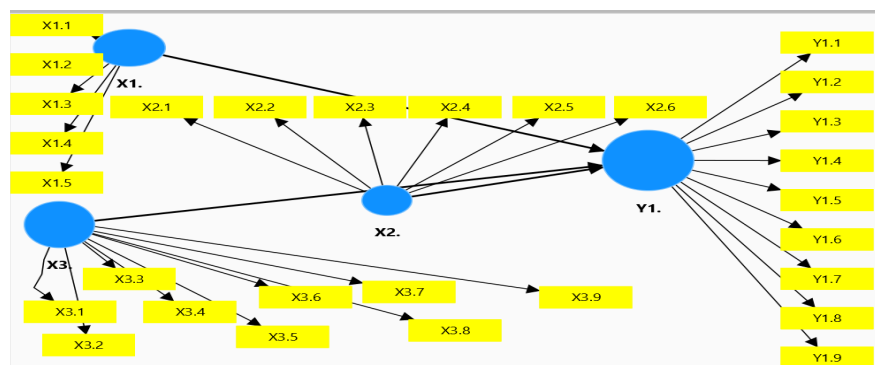 X1.1
X1.2
X1.3
X1.4
X1.5
X1.
X2.1
X2.2
X2.3
X2.4
X2.5
X2.6
X2.
X3.
X3.1
X3.2
X3.3
X3.4
X3.5
X3.6
X3.7
X3.8
X3.9
Y1.
Y1.1
Y1.2
Y1.3
Y1.4
Y1.5
Y1.6
Y1.7
Y1.8
Y1.9